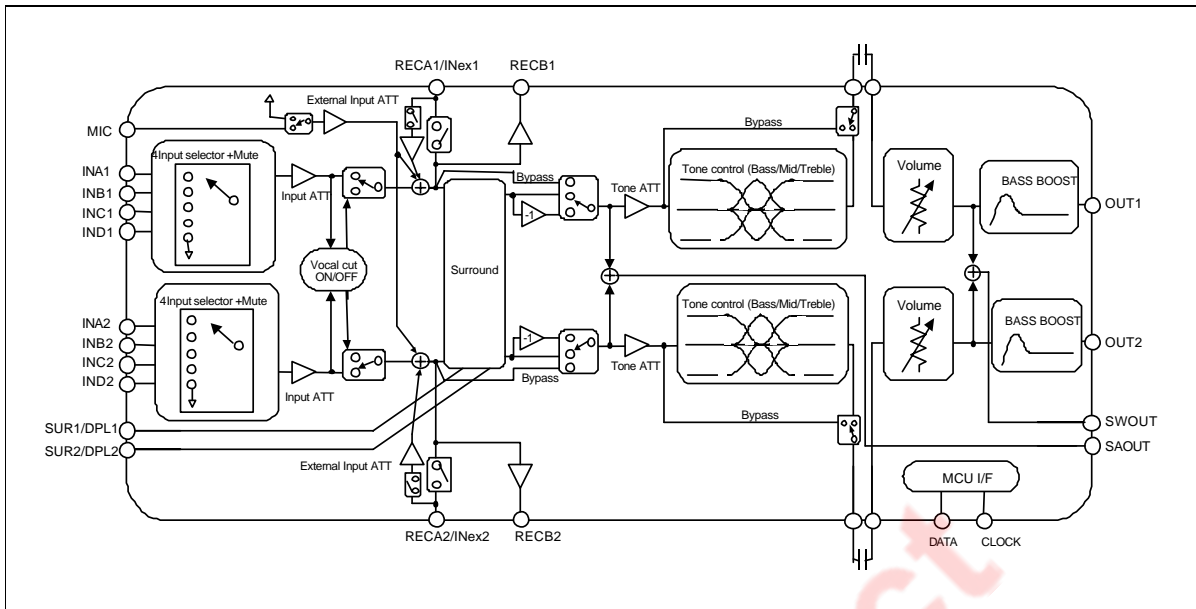 RECA1/INex1
RECB1
External Input ATT
MIC
Bypass
4Input selector +Mute
INA1
INB1
INC1
IND1
Input ATT
Bypass
-1
Tone ATT
Tone control (Bass/Mid/Treble)
Volume
BASS BOOST
OUT1
Vocal cut
ON/OFF
Surround
4Input selector +Mute
INA2
INB2
INC2
IND2
Input ATT
-1
Bypass
Tone ATT
Tone control (Bass/Mid/Treble)
Volume
BASS BOOST
OUT2
Bypass
SUR1/DPL1
SUR2/DPL2
External Input ATT
SWOUT
SAOUT
MCU I/F
RECA2/INex2
RECB2
DATA
CLOCK